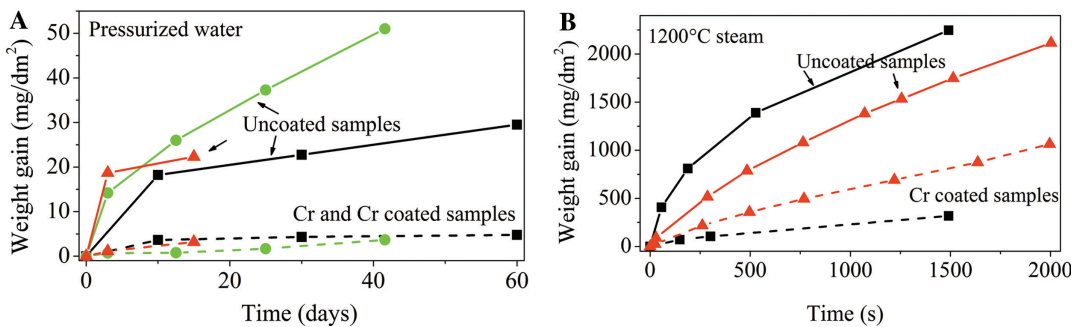 A
Pressurized water
Uncoated samples
Cr and Cr coated samples
Weight gain (mg/dm²)
50
40
30
20
10
0
0
20
40
60
Time (days)
B
1200°C steam
Uncoated samples
Cr coated samples
Weight gain (mg/dm²)
2000
1500
1000
500
0
0
500
1000
1500
2000
Time (s)